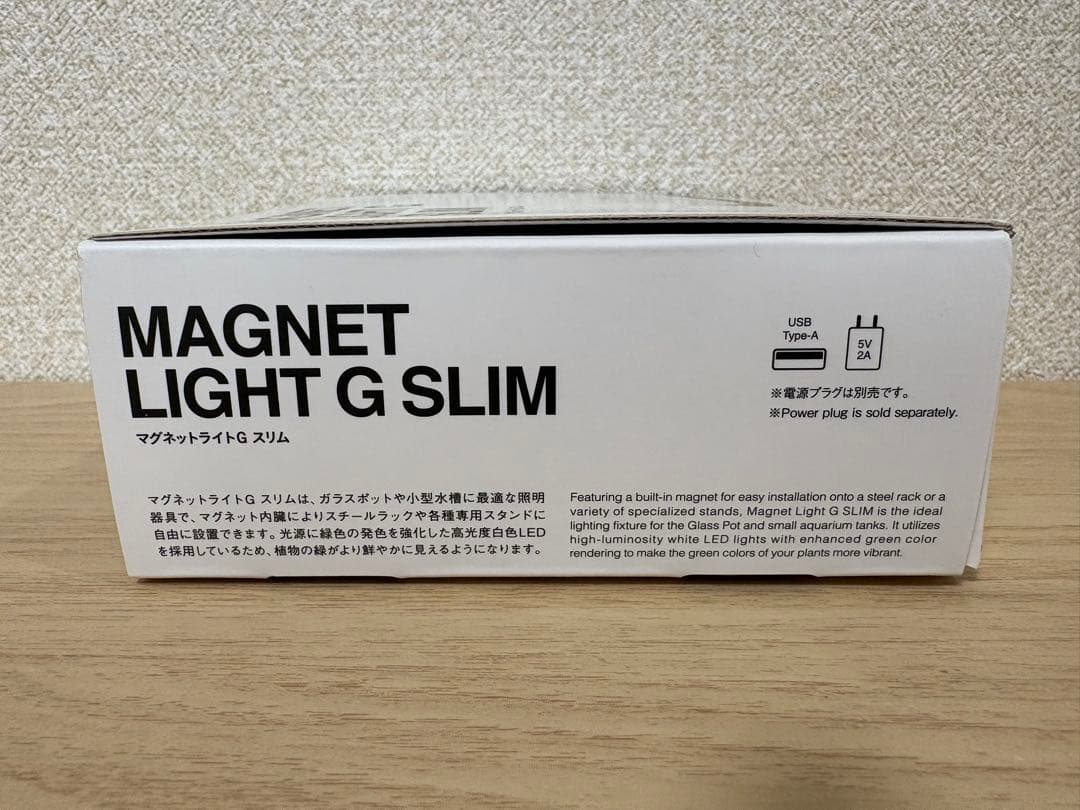 MAGNET
LIGHT G SLIM
マグネットライトG スリム
USB
Type-A
5V
2A
※電源プラグは別売です。
※Power plug is sold separately.
マグネットライトG スリムは、ガラスポットや小型水槽に最適な照明
器具で、マグネット内臓によりスチールラックや各種専用スタンドに
自由に設置できます。光源に緑色の発色を強化した高光度白色LED
を採用しているため、植物の緑がより鮮やかに見えるようになります。
Featuring a built-in magnet for easy installation onto a steel rack or a
variety of specialized stands, Magnet Light G SLIM is the ideal
lighting fixture for the Glass Pot and small aquarium tanks. It utilizes
high-luminosity white LED lights with enhanced green color
rendering to make the green colors of your plants more vibrant.